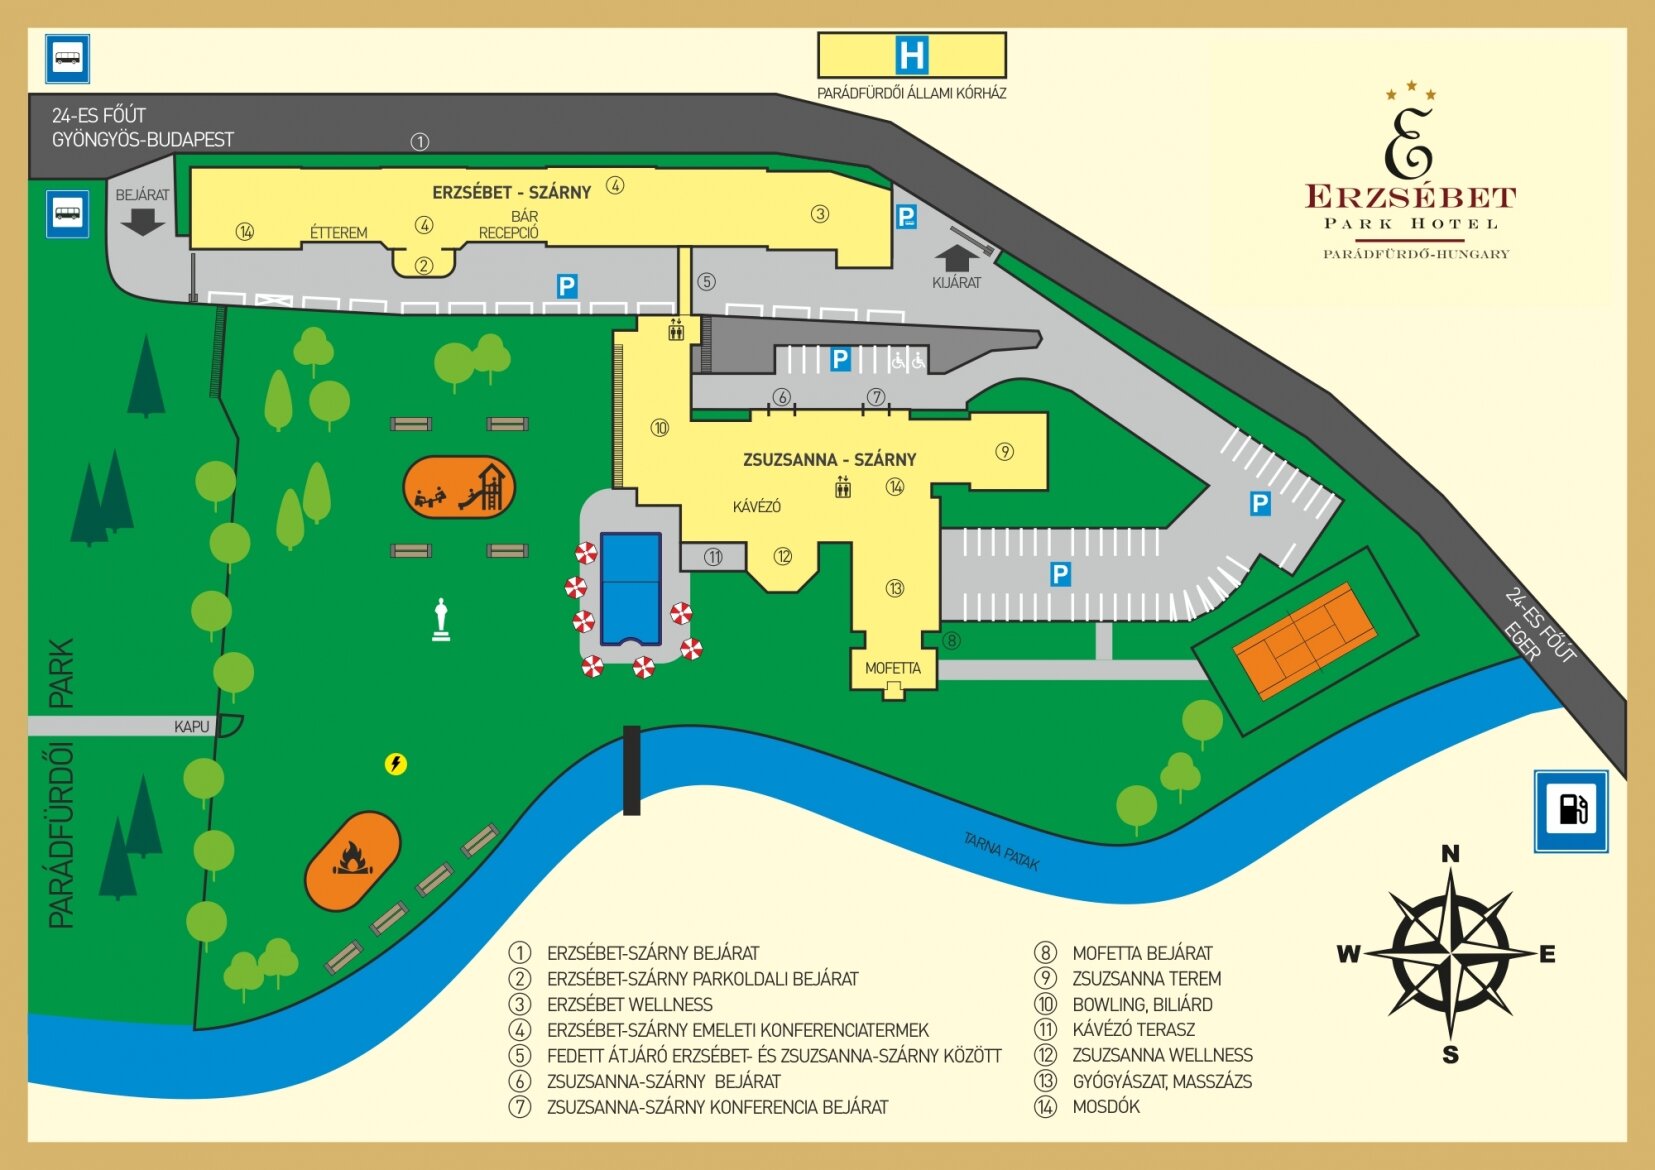 H
PARÁDFÜRDŐI ÁLLAMI KÓRHÁZ
24-ES FŐÚT
GYÖNGYÖS-BUDAPEST
1
E
ERZSÉBET
PARK HOTEL
PARÁDFÜRDŐ-HUNGARY
BEJÁRAT
ERZSÉBET - SZÁRNY
4
3
P
14
ÉTTEREM
4
BÁR
RECEPCIÓ
2
P
5
KIJÁRAT
P
6
7
10
ZSUZSANNA - SZÁRNY
9
14
KÁVÉZÓ
P
11
12
P
13
8
MOFETTA
24-ES FŐÚT
EGER
PARÁDFÜRDŐI PARK
KAPU
TARNA PATAK
N
W
E
S
1 ERZSÉBET-SZÁRNY BEJÁRAT
2 ERZSÉBET-SZÁRNY PARKOLDALI BEJÁRAT
3 ERZSÉBET WELLNESS
4 ERZSÉBET-SZÁRNY EMELETI KONFERENCIATERMEK
5 FEDETT ÁTJÁRÓ ERZSÉBET- ÉS ZSUZSANNA-SZÁRNY KÖZÖTT
6 ZSUZSANNA-SZÁRNY BEJÁRAT
7 ZSUZSANNA-SZÁRNY KONFERENCIA BEJÁRAT
8 MOFETTA BEJÁRAT
9 ZSUZSANNA TEREM
10 BOWLING, BILIÁRD
11 KÁVÉZÓ TERASZ
12 ZSUZSANNA WELLNESS
13 GYÓGYÁSZAT, MASSZÁZS
14 MOSDÓK